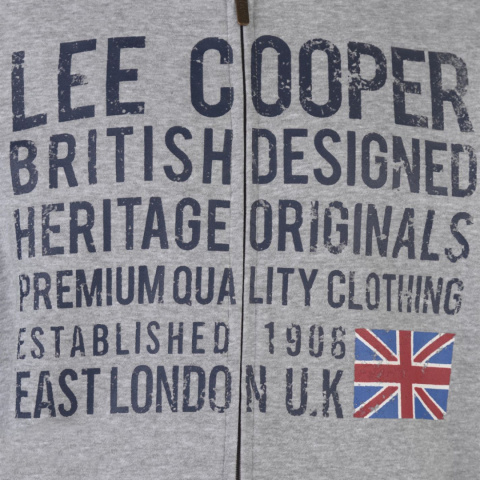 LEE COOPER
BRITISH DESIGNED
HERITAGE ORIGINALS
PREMIUM QUALITY CLOTHING
ESTABLISHED 1908
EAST LONDON U.K